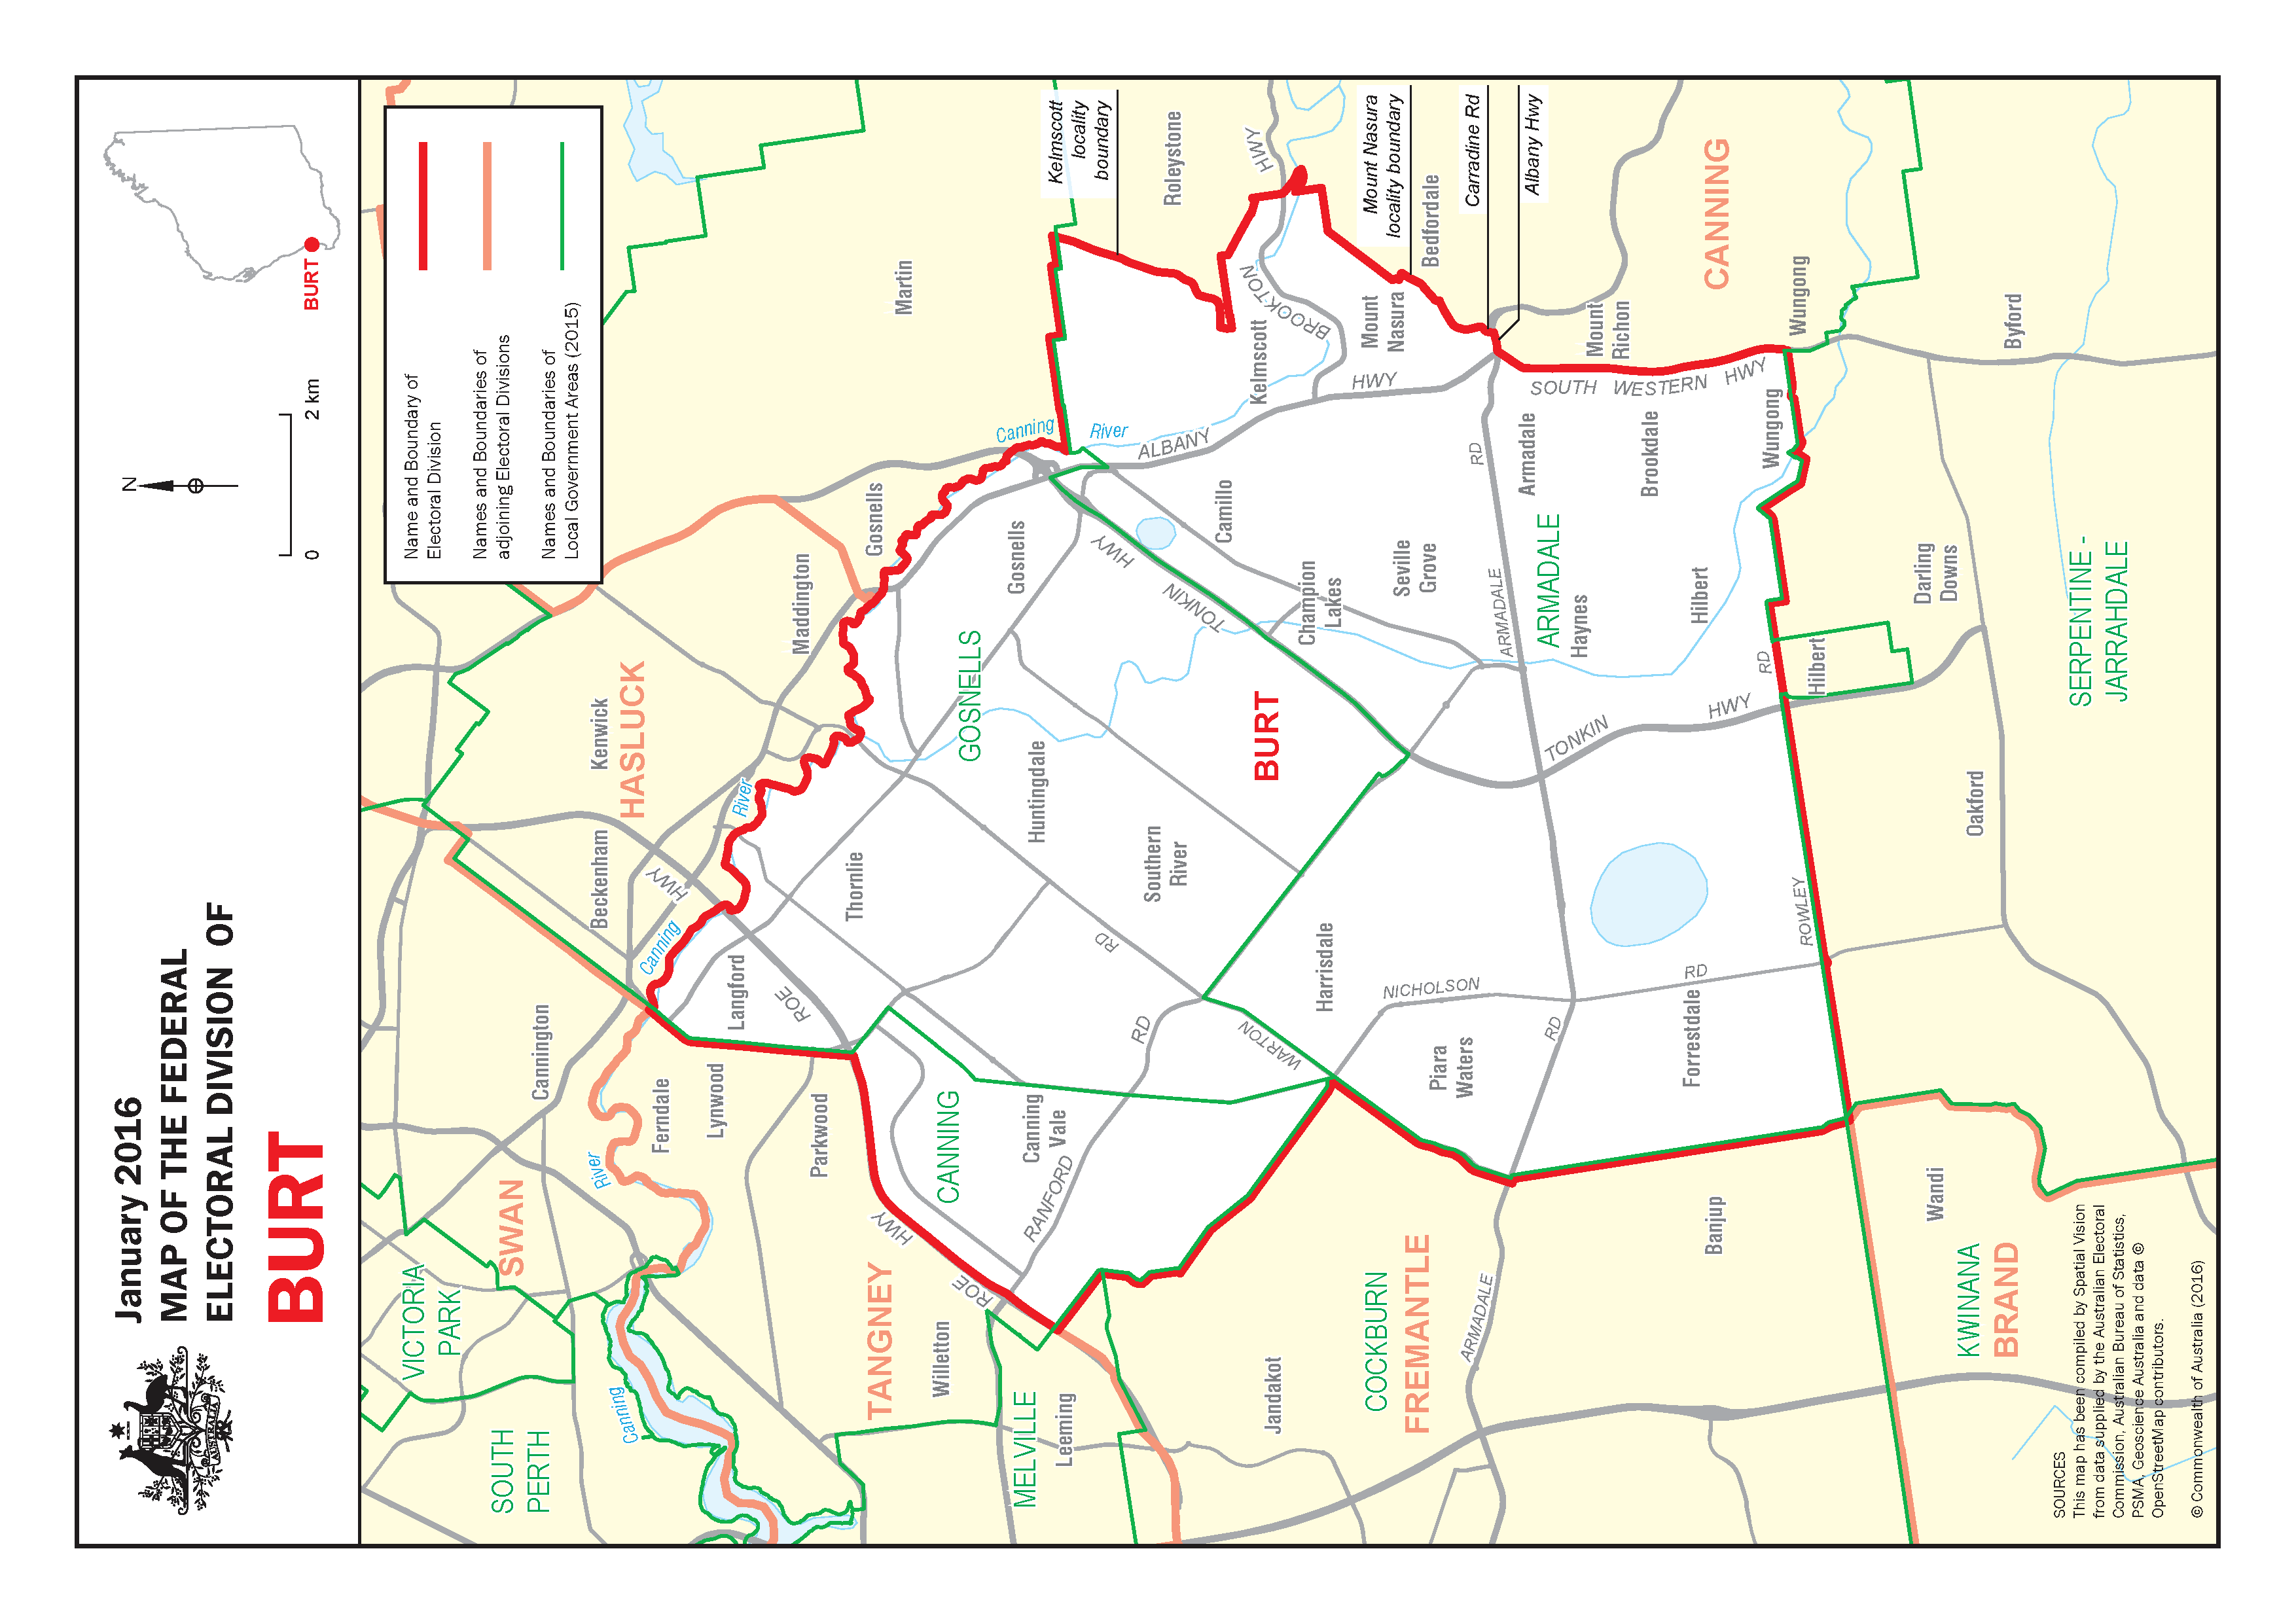 January 2016
MAP OF THE FEDERAL
ELECTORAL DIVISION OF
BURT
AUSTRALIA
N
0
2 km
BURT
Name and Boundary of
Electoral Division
Names and Boundaries of
adjoining Electoral Divisions
Names and Boundaries of
Local Government Areas (2015)
VICTORIA
PARK
SOUTH
PERTH
SWAN
Cannington
Beckenham
Kenwick
HASLUCK
Canning
River
Ferndale
Lynwood
Parkwood
Langford
Canning
River
HWY
ROE
Maddington
Gosnells
Martin
Thornlie
TANGNEY
Willetton
HWY
ROE
CANNING
GOSNELLS
Gosnells
Canning
River
MELVILLE
Leeming
Canning
Vale
RANFORD
RD
Huntingdale
Southern
River
RD
HWY
TONKIN
ALBANY
HWY
Camillo
Kelmscott
locality
boundary
Roleystone
HWY
BROOKTON
Kelmscott
Jandakot
WARTON
BURT
Harrisdale
Champion
Lakes
Mount
Nasura
Mount Nasura
locality boundary
Bedfordale
Carradine Rd
Albany Hwy
COCKBURN
FREMANTLE
Piara
Waters
NICHOLSON
RD
Seville
Grove
ARMADALE
RD
ARMADALE
RD
Armadale
ARMADALE
Haynes
TONKIN
HWY
SOUTH WESTERN HWY
Mount
Richon
Brookdale
Hilbert
Forrestdale
Banjup
CANNING
Wungong
Wungong
ROWLEY
RD
Hilbert
Wandi
KWINANA
BRAND
Oakford
Darling
Downs
Byford
SERPENTINE -
JARRAHDALE
SOURCES
This map has been compiled by Spatial Vision
from data supplied by the Australian Electoral
Commission, Australian Bureau of Statistics,
PSMA, Geoscience Australia and data ©
OpenStreetMap contributors.
© Commonwealth of Australia (2016)